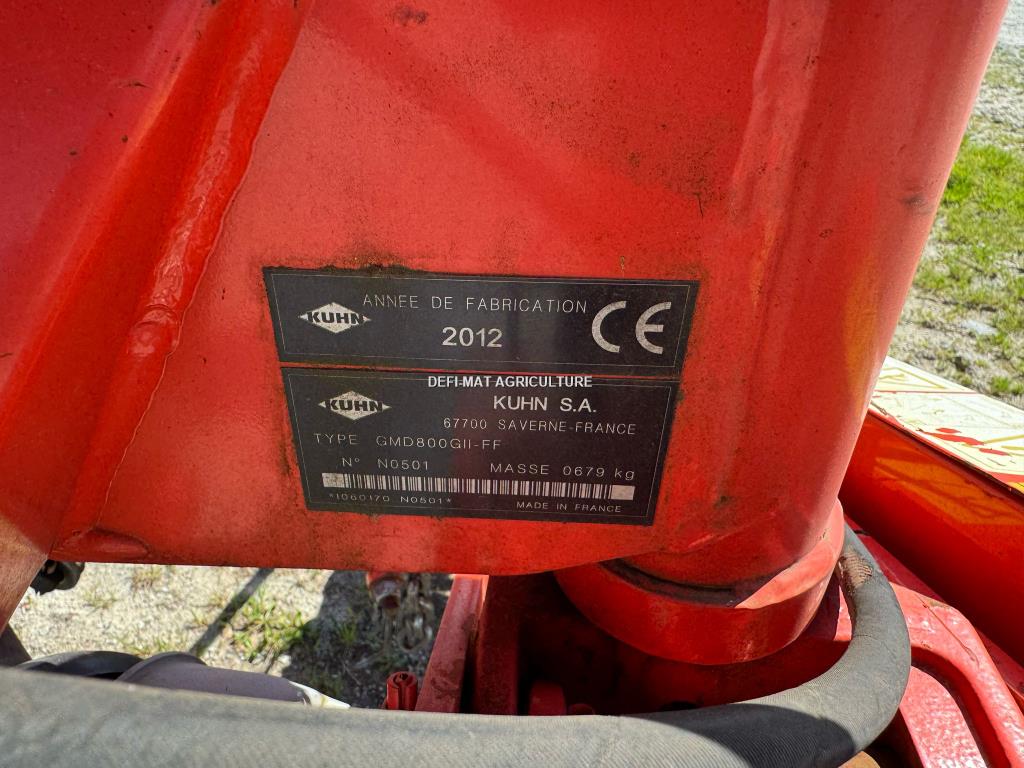 KUHN
ANNEE DE FABRICATION
2012
CE
DEFI-MAT AGRICULTURE
KUHN
KUHN S.A.
67700 SAVERNE-FRANCE
TYPE GMD800GII-FF
N° N0501 MASSE 0679 kg
*1060170 N0501*
MADE IN FRANCE